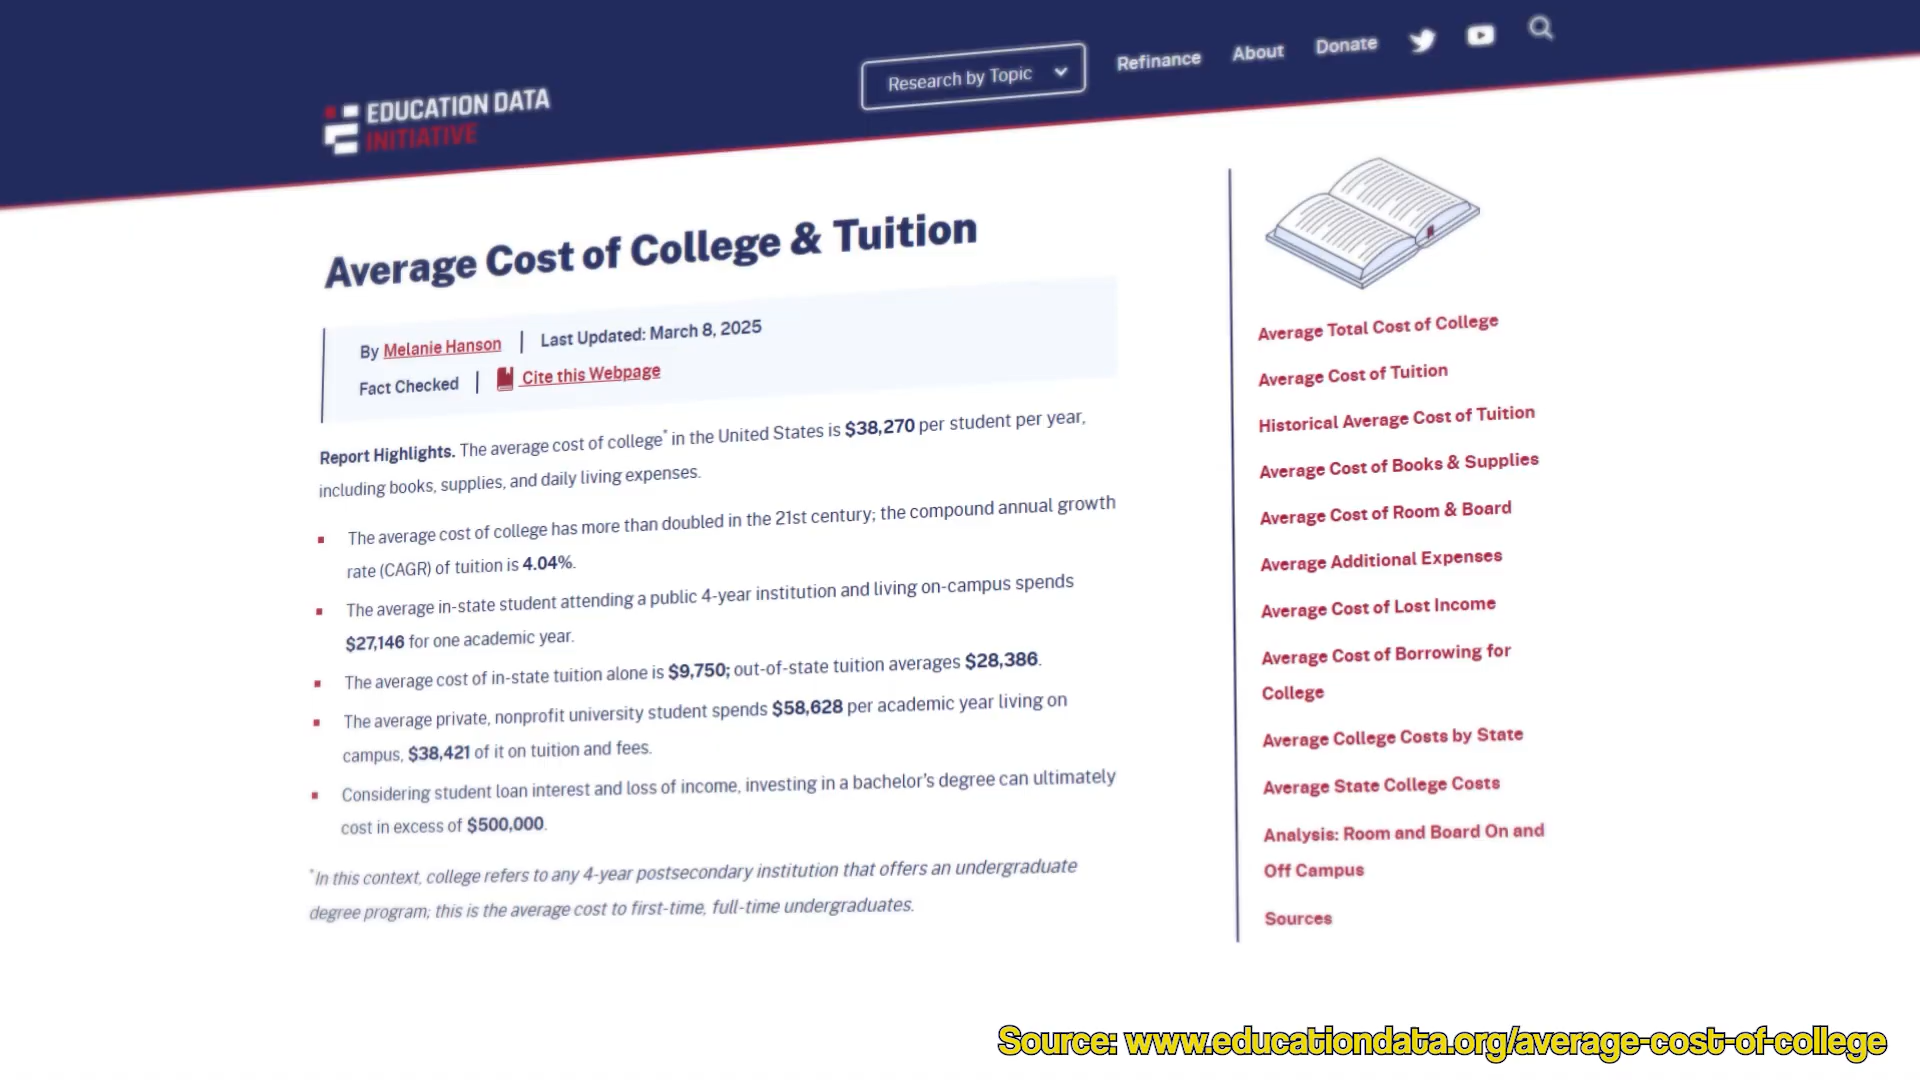 EDUCATION DATA
INITIATIVE
Research by Topic
Refinance
About
Donate
Average Cost of College & Tuition
By Melanie Hanson | Last Updated: March 8, 2025
Fact Checked | Cite this Webpage
Report Highlights. The average cost of college* in the United States is $38,270 per student per year,
including books, supplies, and daily living expenses.
The average cost of college has more than doubled in the 21st century; the compound annual growth
rate (CAGR) of tuition is 4.04%.
The average in-state student attending a public 4-year institution and living on-campus spends
$27,146 for one academic year.
The average cost of in-state tuition alone is $9,750; out-of-state tuition averages $28,386.
The average private, nonprofit university student spends $58,628 per academic year living on
campus, $38,421 of it on tuition and fees.
Considering student loan interest and loss of income, investing in a bachelor's degree can ultimately
cost in excess of $500,000.
*In this context, college refers to any 4-year postsecondary institution that offers an undergraduate
degree program; this is the average cost to first-time, full-time undergraduates.
Average Total Cost of College
Average Cost of Tuition
Historical Average Cost of Tuition
Average Cost of Books & Supplies
Average Cost of Room & Board
Average Additional Expenses
Average Cost of Lost Income
Average Cost of Borrowing for
College
Average College Costs by State
Average State College Costs
Analysis: Room and Board On and
Off Campus
Sources
Source: www.educationdata.org/average-cost-of-college